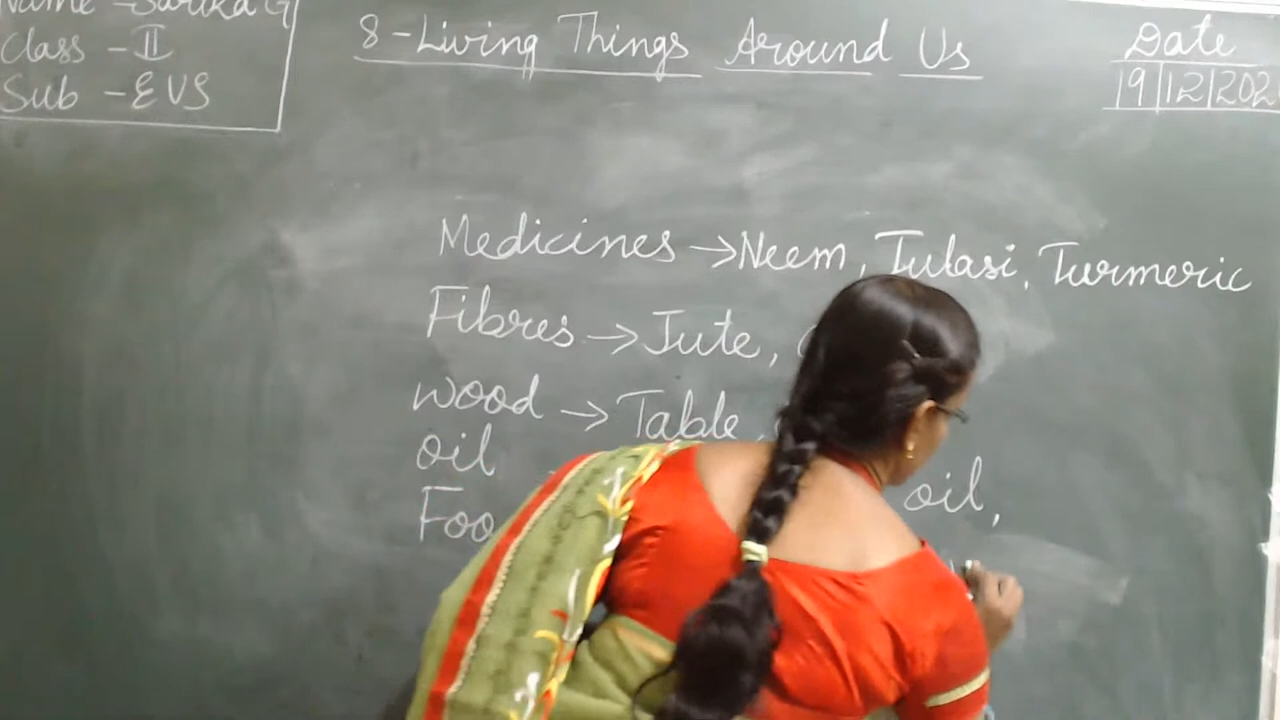 Name - Sarika G
Class - II
Sub - EVS
8 - Living Things Around Us
Date
19|12|202
Medicines → Neem, Tulasi, Turmeric
Fibres → Jute,
wood → Table,
oil
oil,
Foo